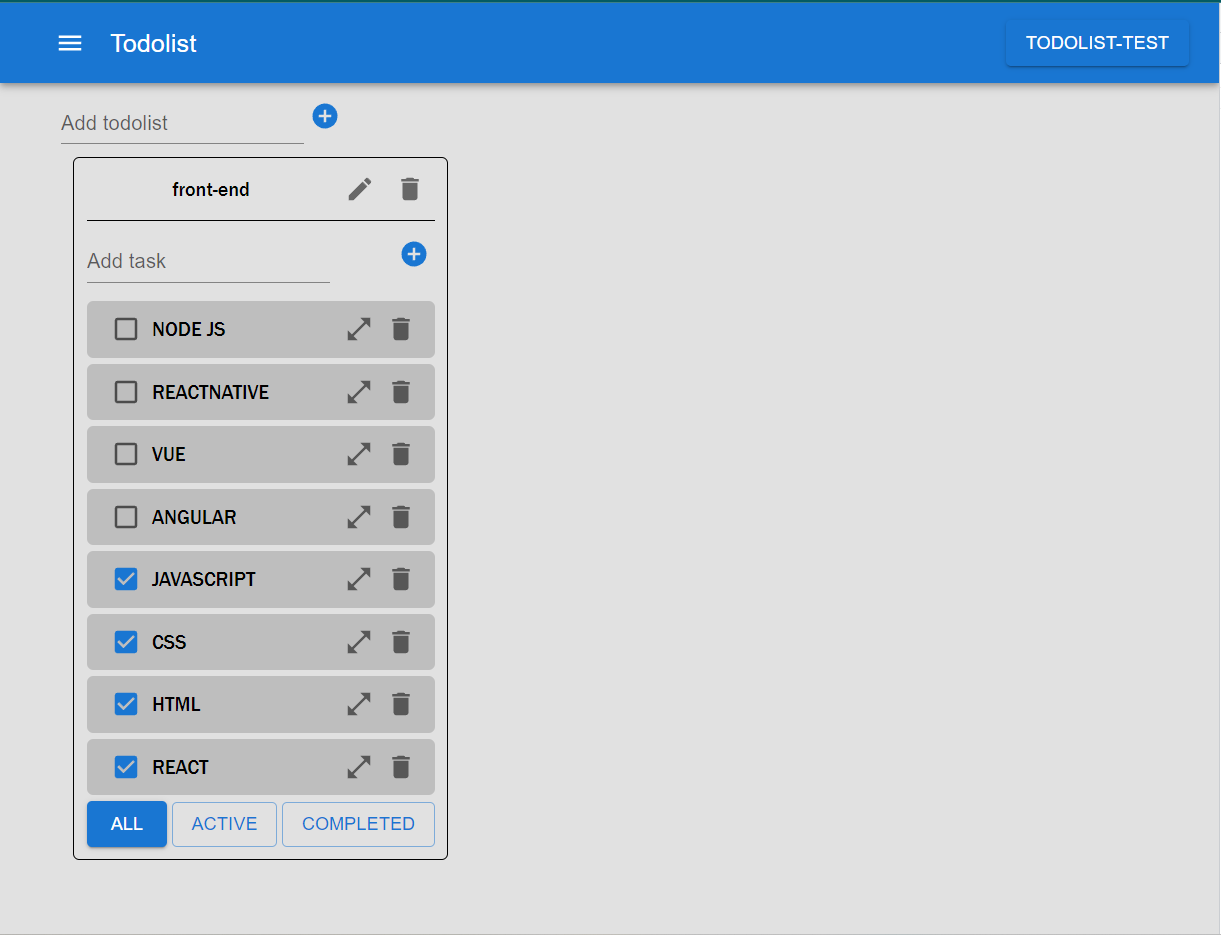 Todolist
TODOLIST-TEST
Add todolist
front-end
Add task
NODE JS
REACTNATIVE
VUE
ANGULAR
JAVASCRIPT
CSS
HTML
REACT
ALL ACTIVE COMPLETED